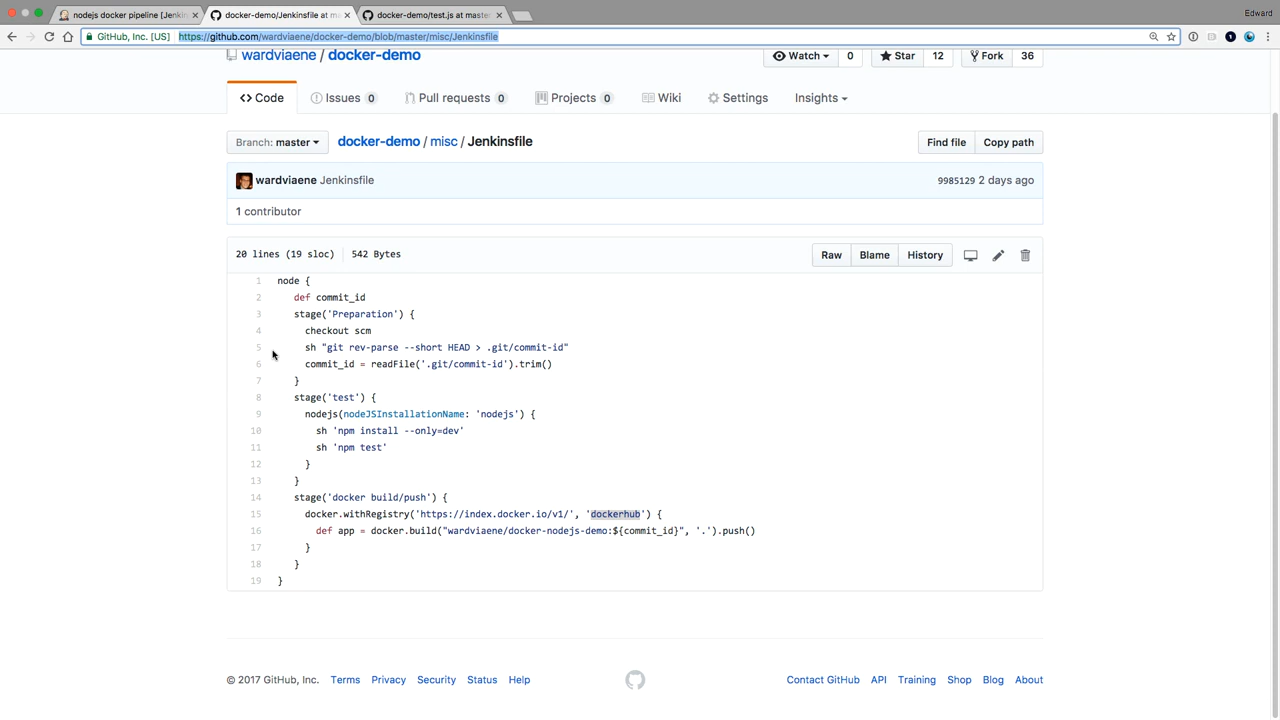 nodejs docker pipeline [Jenkin
docker-demo/Jenkinsfile at ma
docker-demo/test.js at master
Edward
GitHub, Inc. [US] https://github.com/wardviaene/docker-demo/blob/master/misc/Jenkinsfile
wardviaene / docker-demo
Watch 0 Star 12 Fork 36
Code Issues 0 Pull requests 0 Projects 0 Wiki Settings Insights
Branch: master docker-demo / misc / Jenkinsfile Find file Copy path
wardviaene Jenkinsfile 9985129 2 days ago
1 contributor
20 lines (19 sloc) 542 Bytes Raw Blame History
1 node {
2 def commit_id
3 stage('Preparation') {
4 checkout scm
5 sh "git rev-parse --short HEAD > .git/commit-id"
6 commit_id = readFile('.git/commit-id').trim()
7 }
8 stage('test') {
9 nodejs(nodeJSInstallationName: 'nodejs') {
10 sh 'npm install --only=dev'
11 sh 'npm test'
12 }
13 }
14 stage('docker build/push') {
15 docker.withRegistry('https://index.docker.io/v1/', 'dockerhub') {
16 def app = docker.build("wardviaene/docker-nodejs-demo:${commit_id}", '.').push()
17 }
18 }
19 }
© 2017 GitHub, Inc. Terms Privacy Security Status Help Contact GitHub API Training Shop Blog About